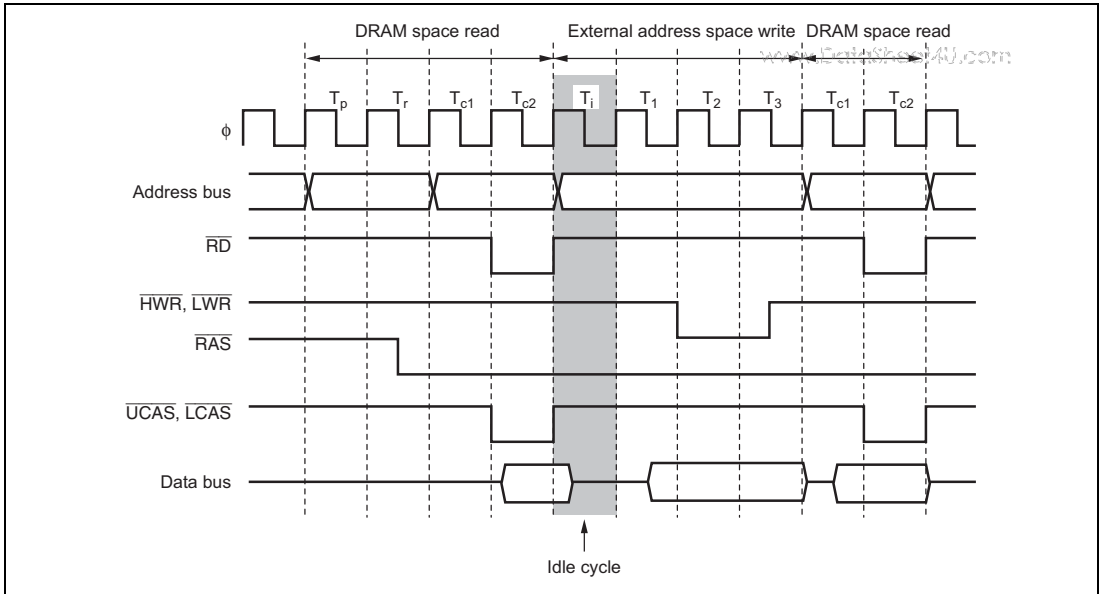 DRAM space read External address space write DRAM space read
www.DataSheet4U.com
Tp Tr Tc1 Tc2 Ti T1 T2 T3 Tc1 Tc2
ϕ
Address bus
RD
HWR, LWR
RAS
UCAS, LCAS
Data bus
Idle cycle